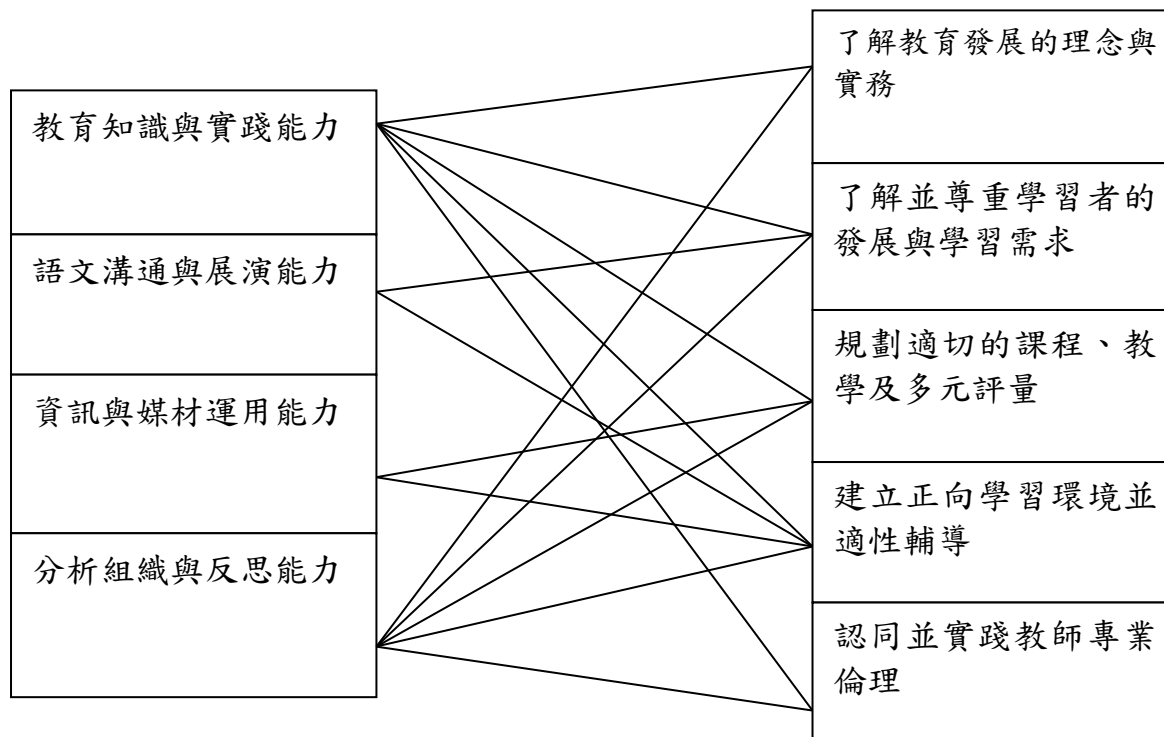 教育知識與實踐能力
語文溝通與展演能力
資訊與媒材運用能力
分析組織與反思能力
了解教育發展的理念與
實務
了解並尊重學習者的
發展與學習需求
規劃適切的課程、教
學及多元評量
建立正向學習環境並
適性輔導
認同並實踐教師專業
倫理